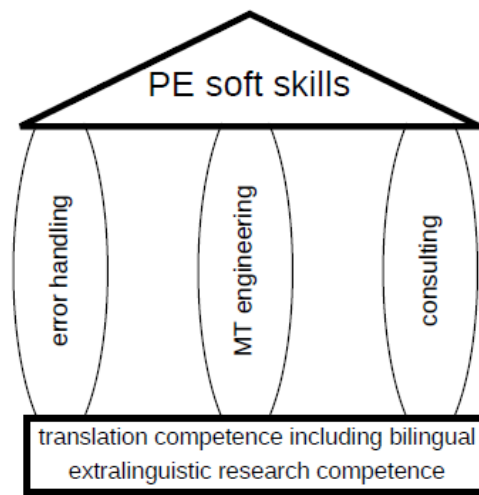 PE soft skills
error handling
MT engineering
consulting
translation competence including bilingual
extralinguistic research competence